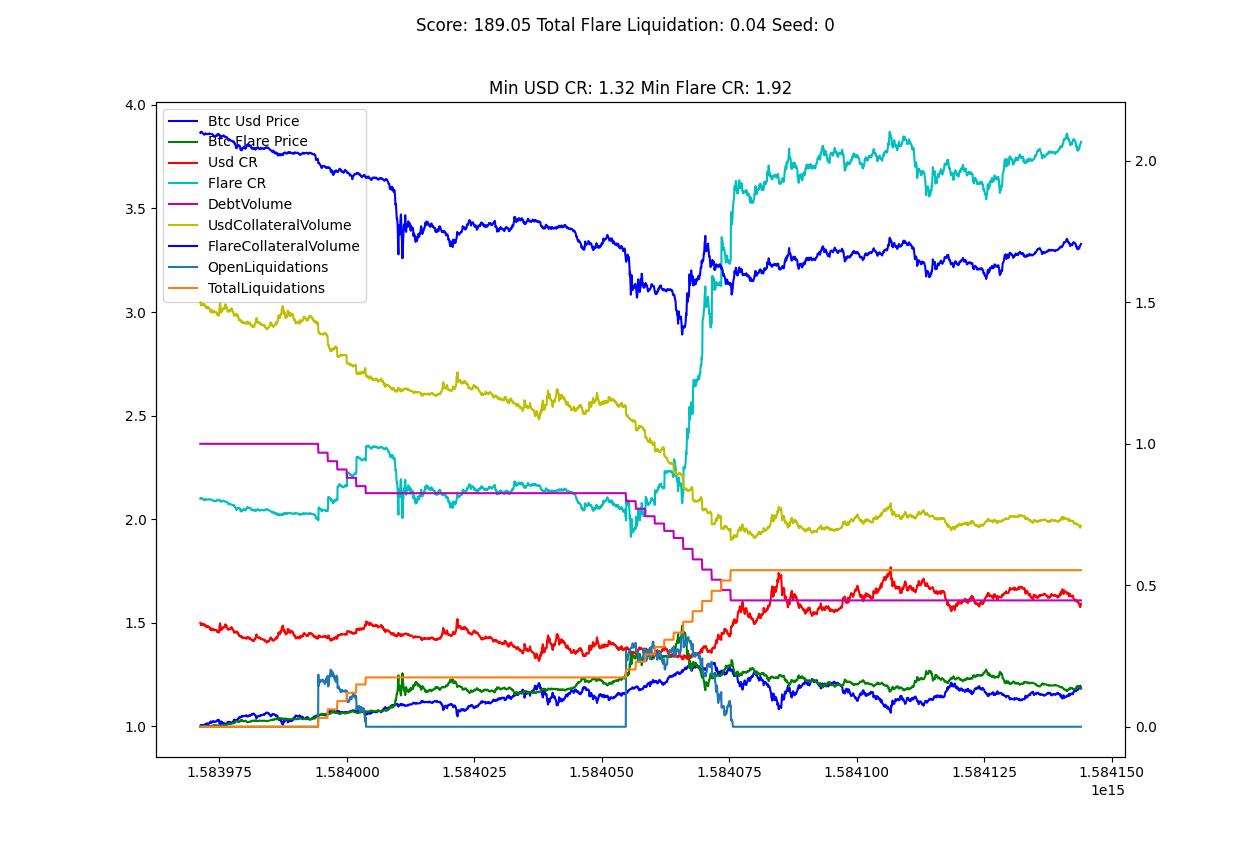 Score: 189.05 Total Flare Liquidation: 0.04 Seed: 0
Min USD CR: 1.32 Min Flare CR: 1.92
Btc Usd Price
Btc Flare Price
Usd CR
Flare CR
DebtVolume
UsdCollateralVolume
FlareCollateralVolume
OpenLiquidations
TotalLiquidations
4.0
3.5
3.0
2.5
2.0
1.5
1.0
2.0
1.5
1.0
0.5
0.0
1.583975
1.584000
1.584025
1.584050
1.584075
1.584100
1.584125
1.584150
1e15